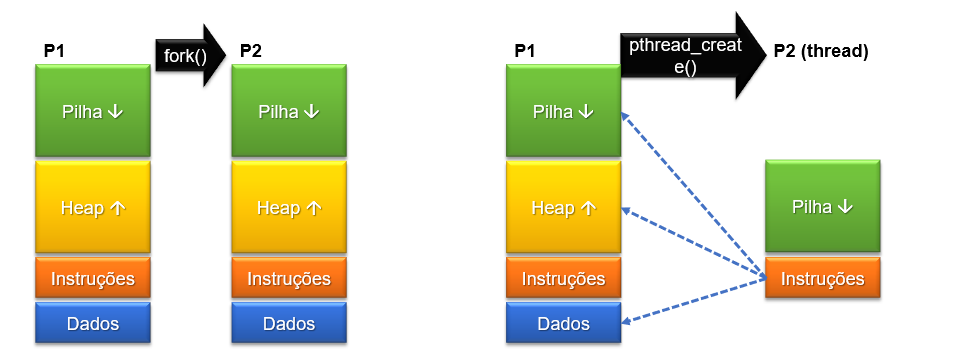 P1
fork()
P2
Pilha ↓
Pilha ↓
Heap ↑
Heap ↑
Instruções
Instruções
Dados
Dados
P1
pthread_creat
e()
P2 (thread)
Pilha ↓
Heap ↑
Instruções
Dados
Pilha ↓
Instruções